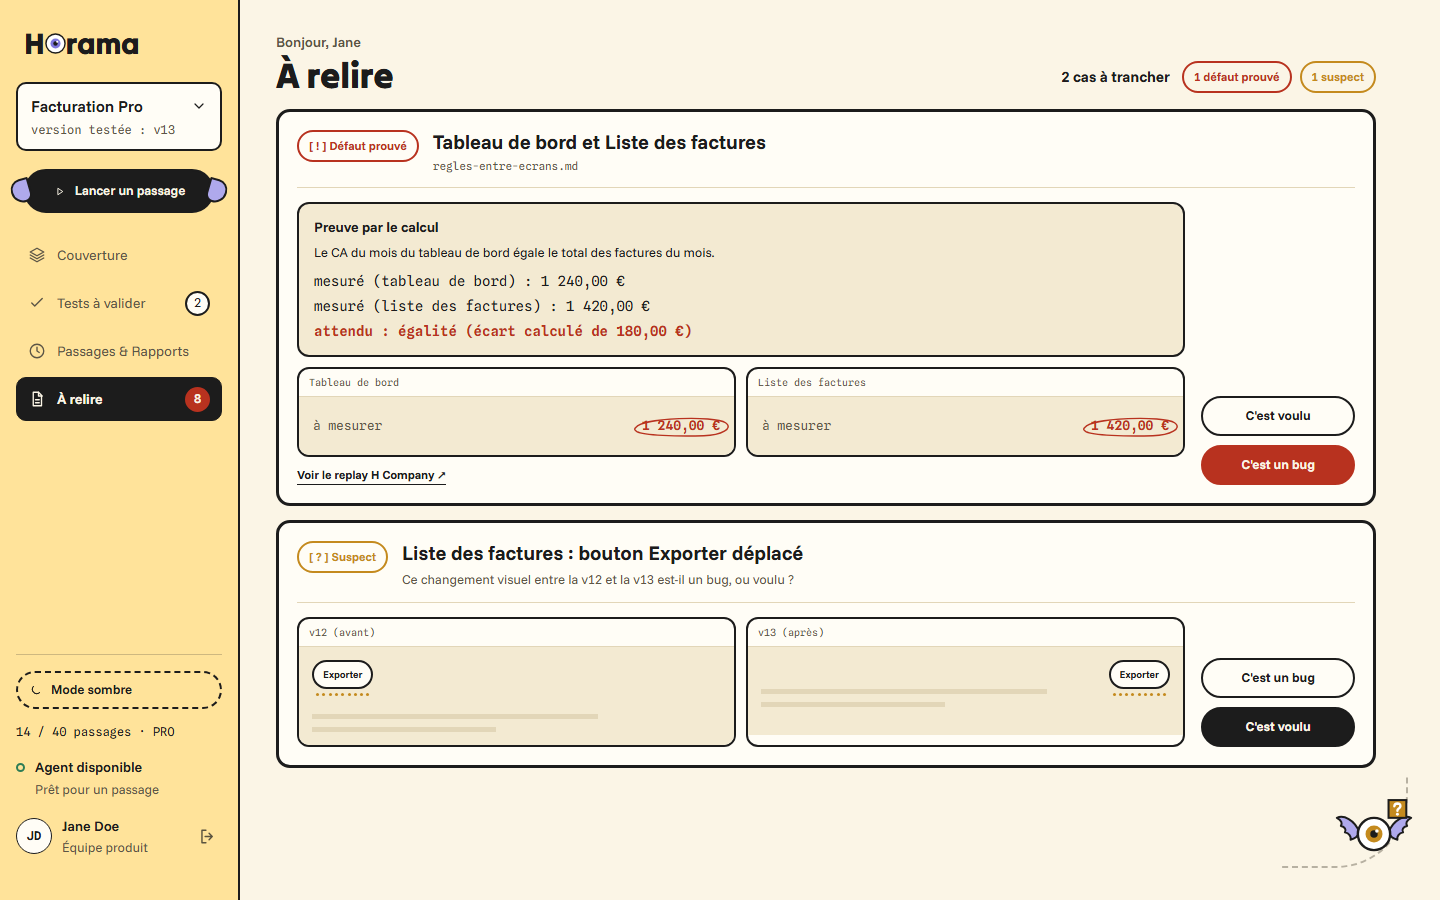 Horama
Facturation Pro
version testée : v13
Lancer un passage
Couverture
Tests à valider 2
Passages & Rapports
À relire 8
Mode sombre
14 / 40 passages · PRO
Agent disponible
Prêt pour un passage
JD
Jane Doe
Équipe produit
Bonjour, Jane
À relire
2 cas à trancher
1 défaut prouvé
1 suspect
[ ! ] Défaut prouvé
Tableau de bord et Liste des factures
regles-entre-ecrans.md
Preuve par le calcul
Le CA du mois du tableau de bord égale le total des factures du mois.
mesuré (tableau de bord) : 1 240,00 €
mesuré (liste des factures) : 1 420,00 €
attendu : égalité (écart calculé de 180,00 €)
Tableau de bord
à mesurer 1 240,00 €
Liste des factures
à mesurer 1 420,00 €
Voir le replay H Company ↗
C'est voulu
C'est un bug
[ ? ] Suspect
Liste des factures : bouton Exporter déplacé
Ce changement visuel entre la v12 et la v13 est-il un bug, ou voulu ?
v12 (avant)
Exporter
v13 (après)
Exporter
C'est un bug
C'est voulu
?